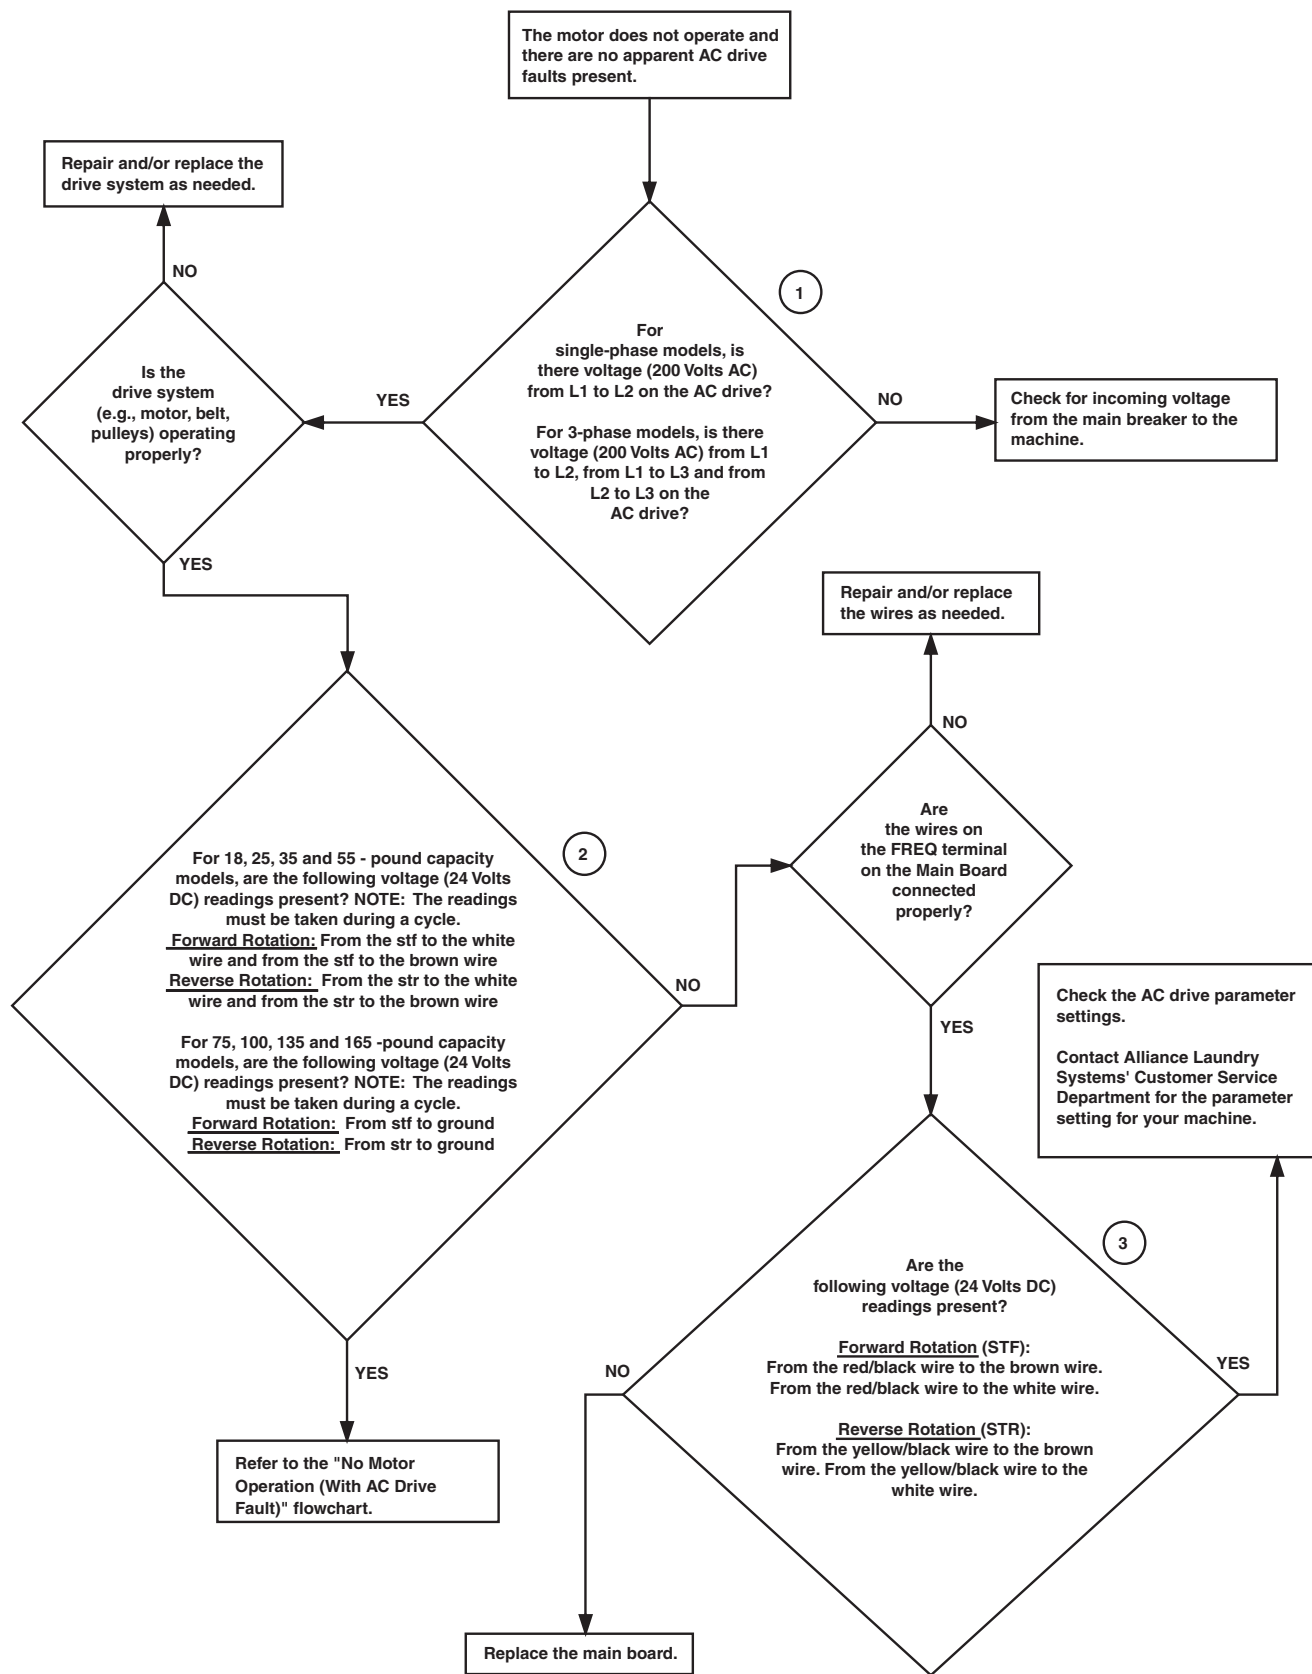 The motor does not operate and
there are no apparent AC drive
faults present.
Repair and/or replace the
drive system as needed.
NO
1
For
single-phase models, is
there voltage (200 Volts AC)
from L1 to L2 on the AC drive?
For 3-phase models, is there
voltage (200 Volts AC) from L1
to L2, from L1 to L3 and from
L2 to L3 on the
AC drive?
Is the
drive system
(e.g., motor, belt,
pulleys) operating
properly?
YES
NO
Check for incoming voltage
from the main breaker to the
machine.
YES
Repair and/or replace
the wires as needed.
NO
2
For 18, 25, 35 and 55 - pound capacity
models, are the following voltage (24 Volts
DC) readings present? NOTE: The readings
must be taken during a cycle.
Forward Rotation: From the stf to the white
wire and from the stf to the brown wire
Reverse Rotation: From the str to the white
wire and from the str to the brown wire
For 75, 100, 135 and 165 -pound capacity
models, are the following voltage (24 Volts
DC) readings present? NOTE: The readings
must be taken during a cycle.
Forward Rotation: From stf to ground
Reverse Rotation: From str to ground
NO
Are
the wires on
the FREQ terminal
on the Main Board
connected
properly?
YES
Check the AC drive parameter
settings.
Contact Alliance Laundry
Systems' Customer Service
Department for the parameter
setting for your machine.
3
Are the
following voltage (24 Volts DC)
readings present?
Forward Rotation (STF):
From the red/black wire to the brown wire.
From the red/black wire to the white wire.
Reverse Rotation (STR):
From the yellow/black wire to the brown
wire. From the yellow/black wire to the
white wire.
YES
NO
YES
Refer to the "No Motor
Operation (With AC Drive
Fault)" flowchart.
Replace the main board.